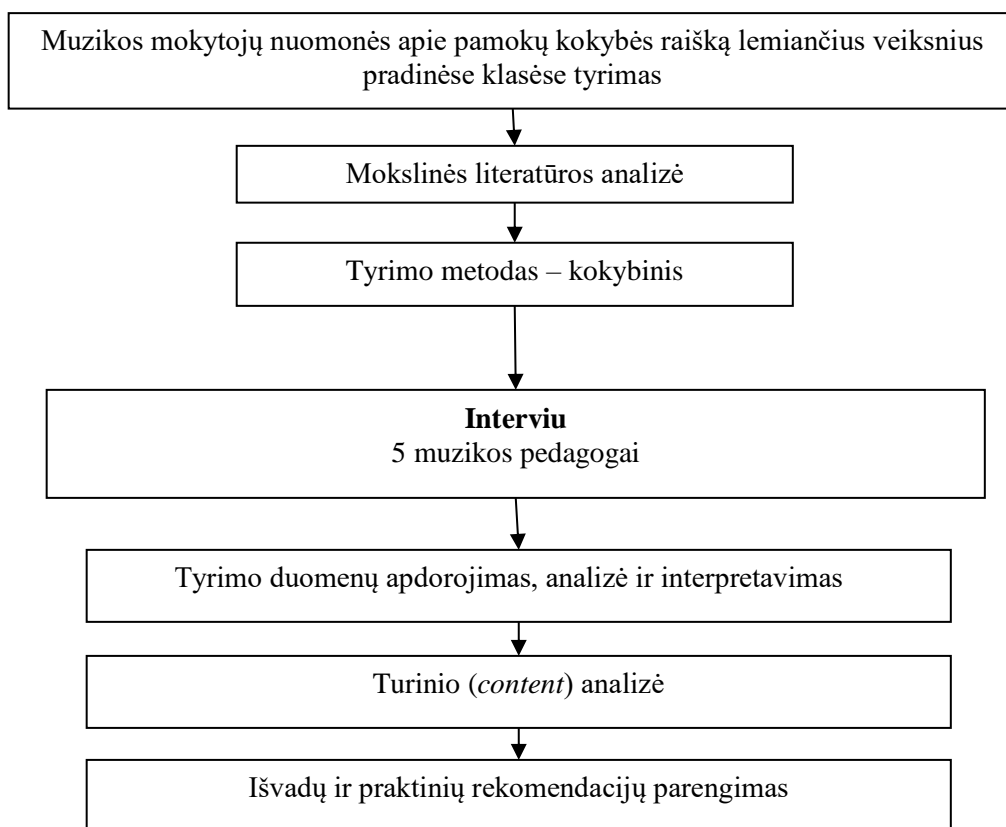 Muzikos mokytojų nuomonės apie pamokų kokybės raišką lemiančius veiksnius
pradinėse klasėse tyrimas
Mokslinės literatūros analizė
Tyrimo metodas – kokybinis
Interviu
5 muzikos pedagogai
Tyrimo duomenų apdorojimas, analizė ir interpretavimas
Turinio (content) analizė
Išvadų ir praktinių rekomendacijų parengimas